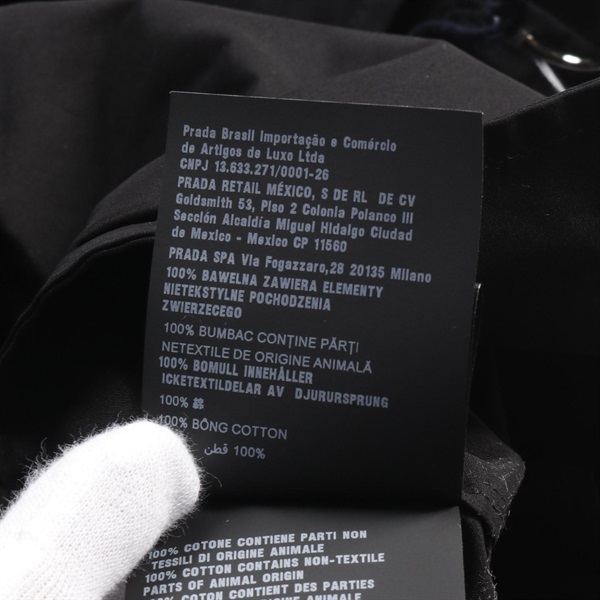 Prada Brasil Importação e Comércio
de Artigos de Luxo Ltda
CNPJ 13.633.271/0001-26
PRADA RETAIL MÉXICO, S DE RL DE CV
Goldsmith 53, Piso 2 Colonia Polanco III
Sección Alcaldía Miguel Hidalgo Ciudad
de Mexico - Mexico CP 11560
PRADA SPA Via Fogazzaro,28 20135 Milano
100% BAWELNA ZAWIERA ELEMENTY
NIETEKSTYLNE POCHODZENIA
ZWIERZECEGO
100% BUMBAC CONȚINE PĂRȚI
NETEXTILE DE ORIGINE ANIMALĂ
100% BOMULL INNEHÅLLER
ICKETEXTILDELAR AV DJURURSPRUNG
100% 棉
100% BÔNG COTTON
100% قطن
100% COTONE CONTIENE PARTI NON
TESSILI DI ORIGINE ANIMALE
100% COTTON CONTAINS NON-TEXTILE
PARTS OF ANIMAL ORIGIN
100% COTON CONTIENT DES PARTIES